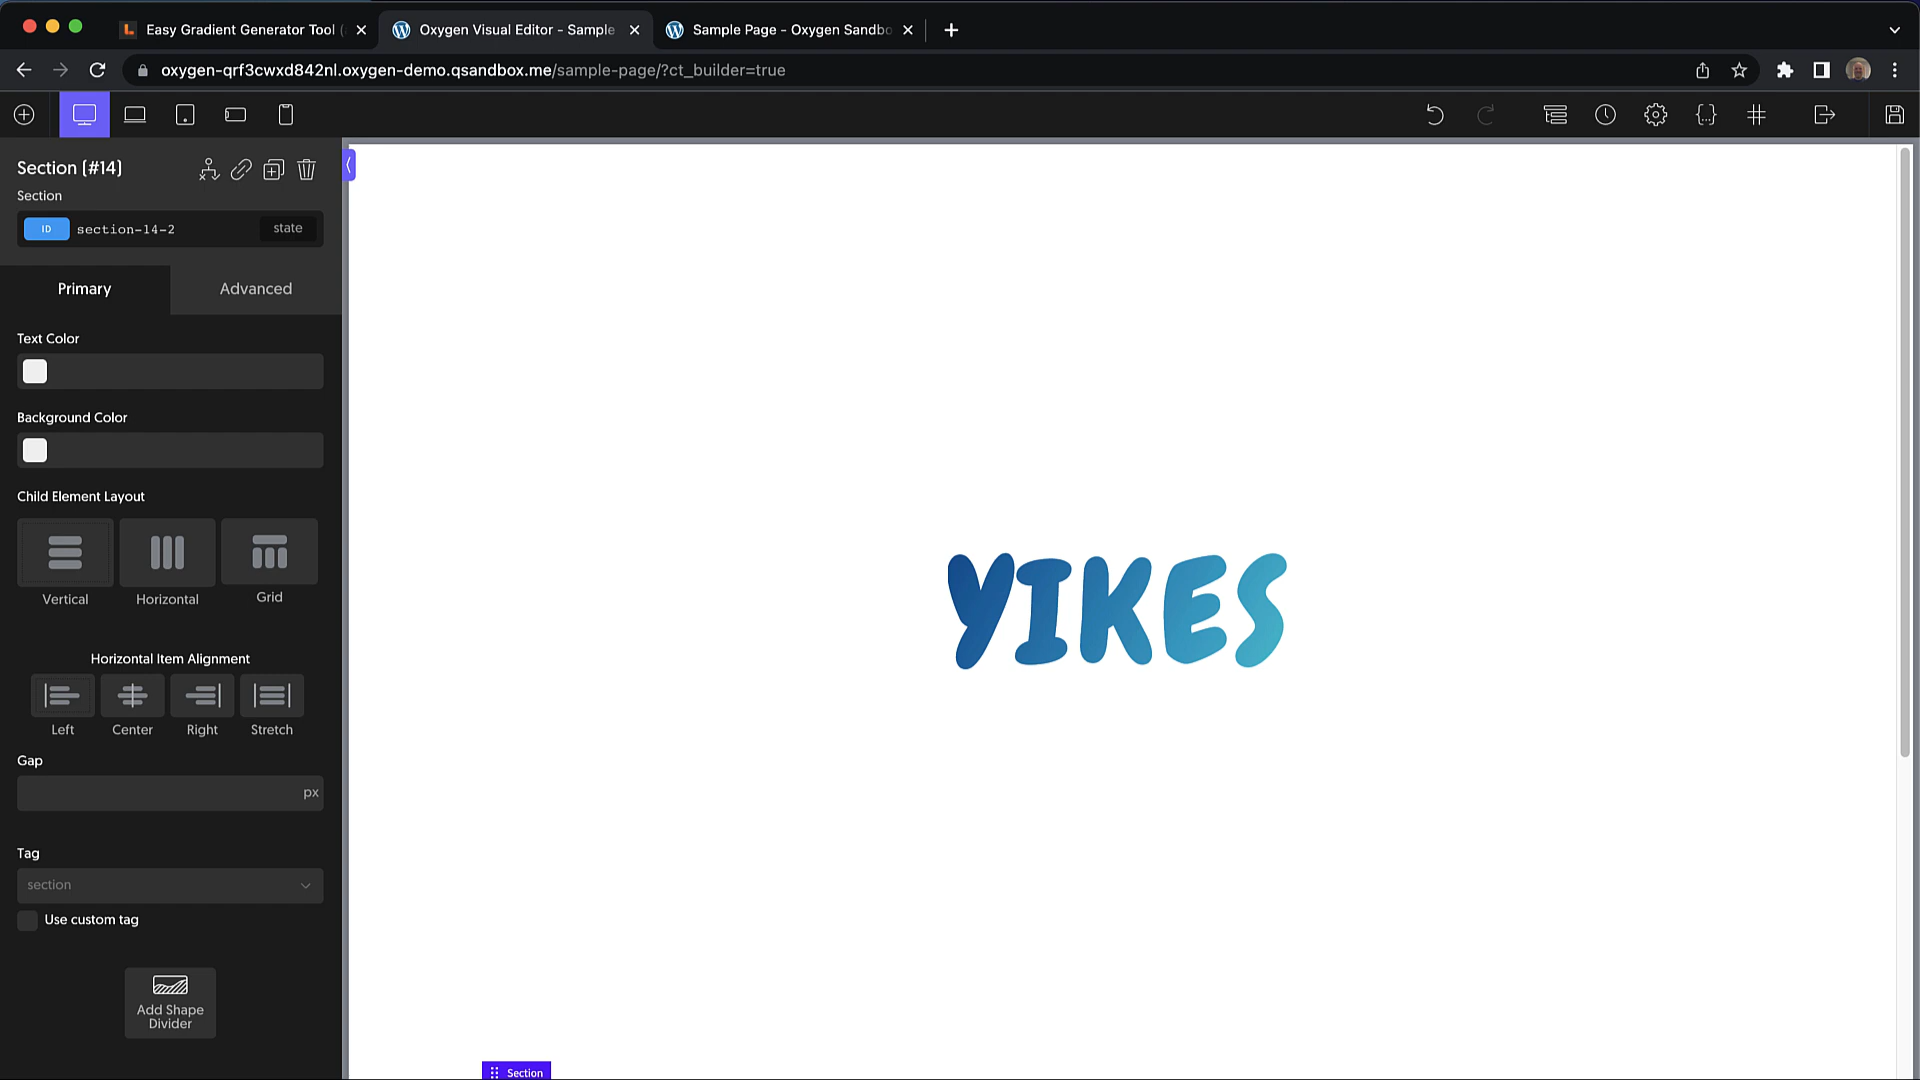 Easy Gradient Generator Tool
Oxygen Visual Editor - Sample
Sample Page - Oxygen Sandbo
oxygen-qrf3cwxd842nl.oxygen-demo.qsandbox.me/sample-page/?ct_builder=true
Section (#14)
Section
ID section-14-2 state
Primary Advanced
Text Color
Background Color
Child Element Layout
Vertical Horizontal Grid
Horizontal Item Alignment
Left Center Right Stretch
Gap
px
Tag
section
Use custom tag
Add Shape
Divider
YIKES
Section